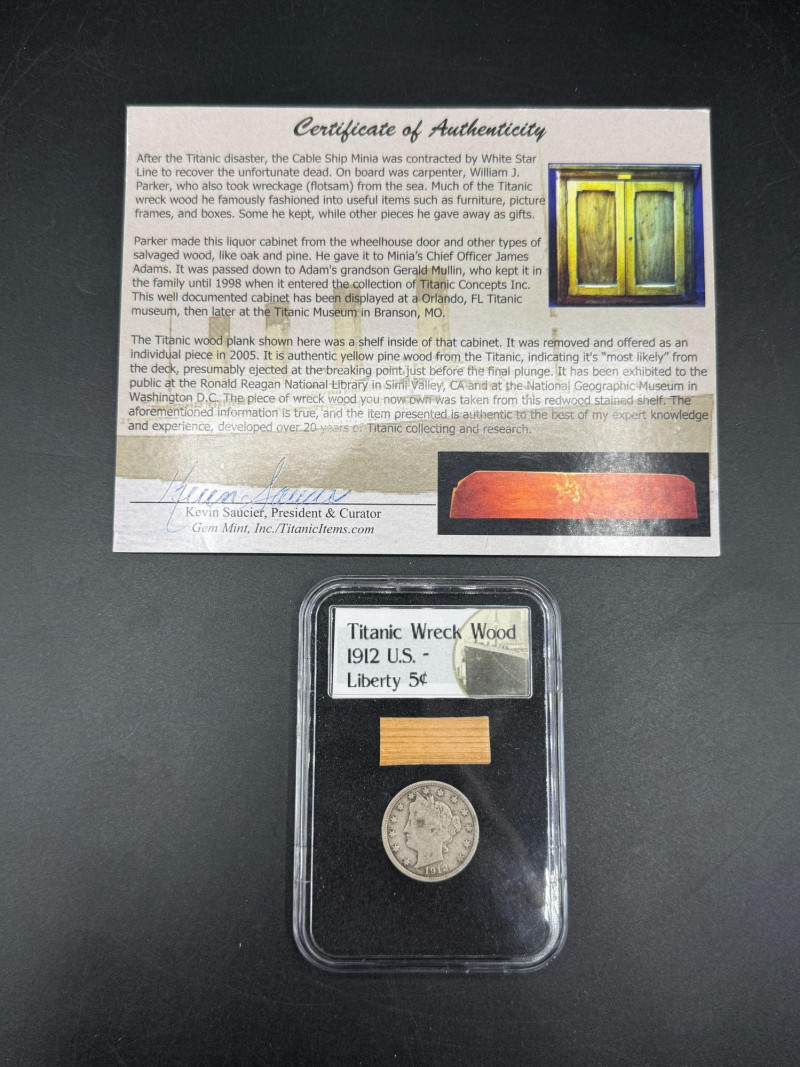 Certificate of Authenticity
After the Titanic disaster, the Cable Ship Minia was contracted by White Star
Line to recover the unfortunate dead. On board was carpenter, William J.
Parker, who also took wreckage (flotsam) from the sea. Much of the Titanic
wreck wood he famously fashioned into useful items such as furniture, picture
frames, and boxes. Some he kept, while other pieces he gave away as gifts.
Parker made this liquor cabinet from the wheelhouse door and other types of
salvaged wood, like oak and pine. He gave it to Minia's Chief Officer James
Adams. It was passed down to Adam's grandson Gerald Mullin, who kept it in
the family until 1998 when it entered the collection of Titanic Concepts Inc.
This well documented cabinet has been displayed at a Orlando, FL Titanic
museum, then later at the Titanic Museum in Branson, MO.
The Titanic wood plank shown here was a shelf inside of that cabinet. It was removed and offered as an
individual piece in 2005. It is authentic yellow pine wood from the Titanic, indicating it's "most likely" from
the deck, presumably ejected at the breaking point just before the final plunge. It has been exhibited to the
public at the Ronald Reagan National Library in Simi Valley, CA and at the National Geographic Museum in
Washington D.C. The piece of wreck wood you now own was taken from this redwood stained shelf. The
aforementioned information is true, and the item presented is authentic to the best of my expert knowledge
and experience, developed over 20 years of Titanic collecting and research.
Kevin Saucier
Kevin Saucier, President & Curator
Gem Mint, Inc./TitanicItems.com
Titanic Wreck Wood
1912 U.S. -
Liberty 5¢
1912